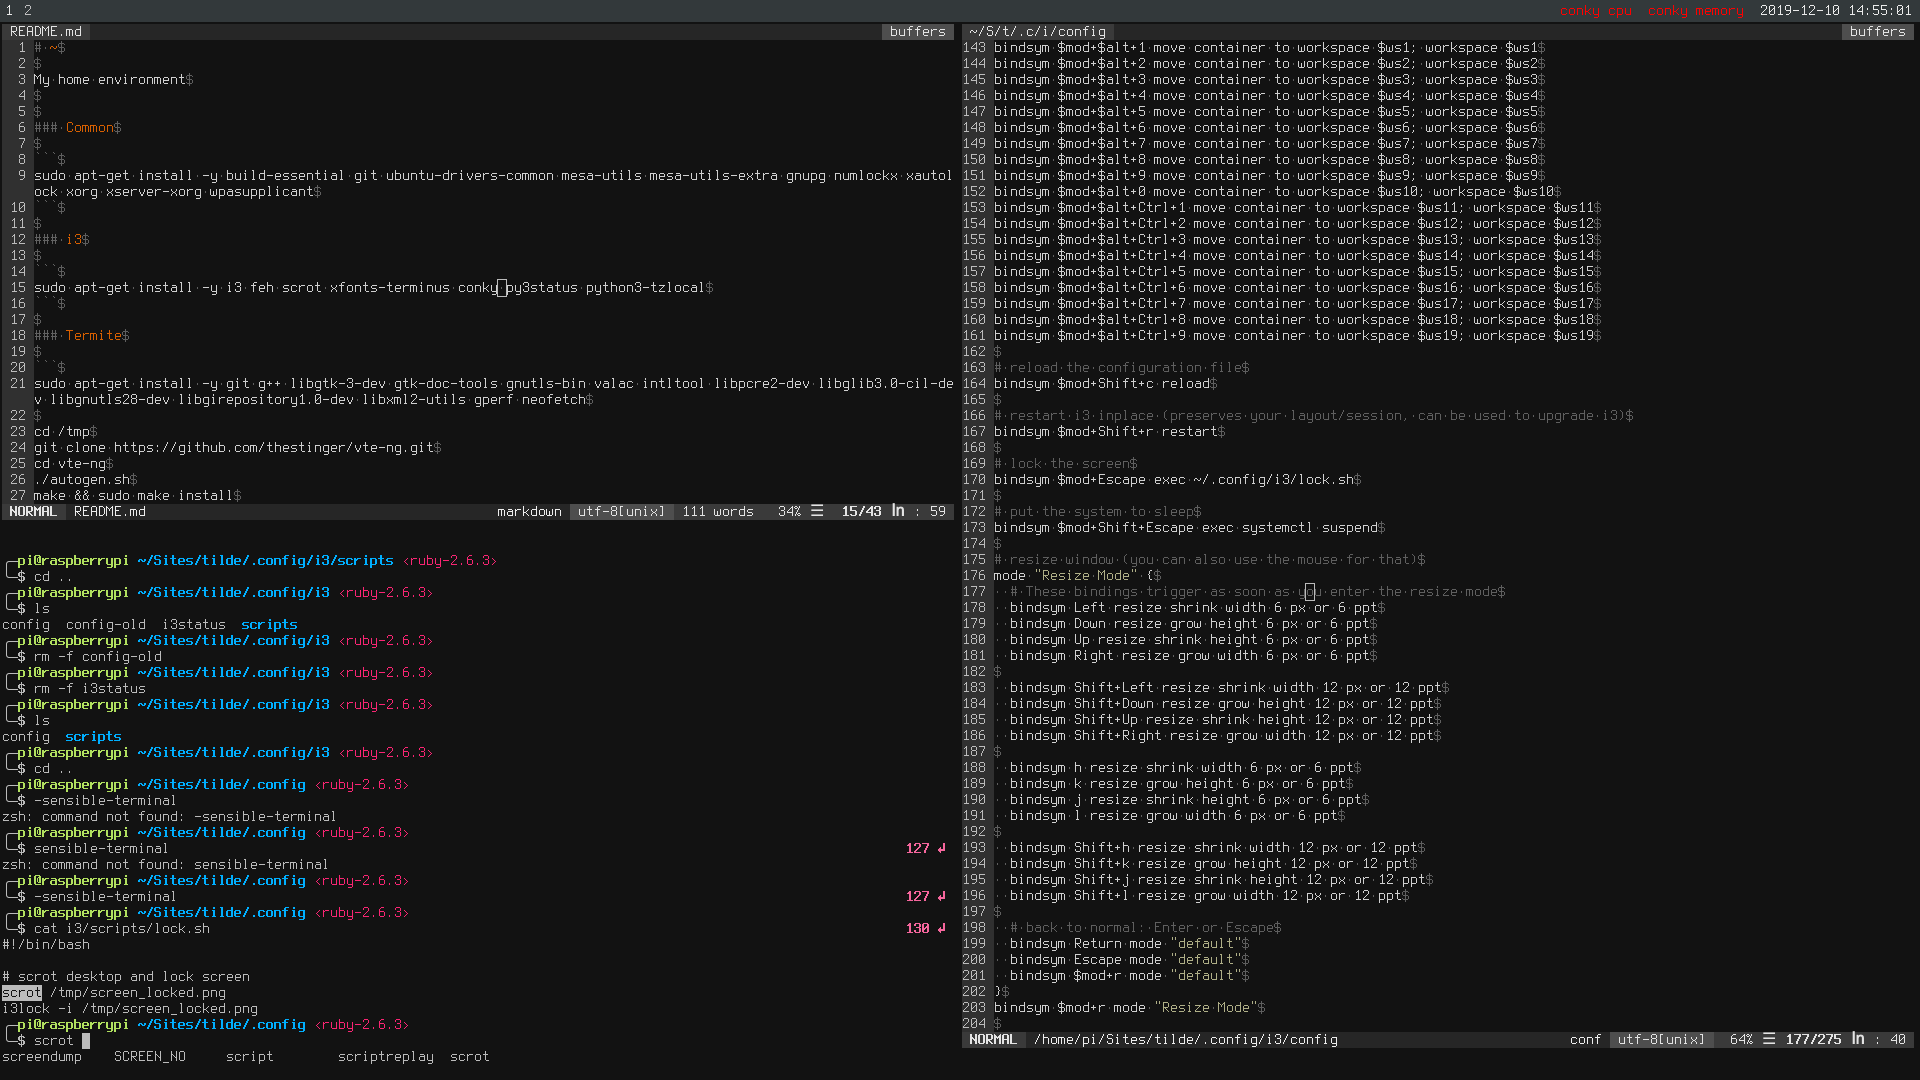 1 2
conky cpu conky memory 2019-12-10 14:55:01
README.md buffers
1 # ~$
2 $
3 My home environment$
4 $
5 $
6 ### Common$
7 $
8 ```$
9 sudo apt-get install -y build-essential git ubuntu-drivers-common mesa-utils mesa-utils-extra gnupg numlockx xautol
ock xorg xserver-xorg wpasupplicant$
10 ```$
11 $
12 ### i3$
13 $
14 ```$
15 sudo apt-get install -y i3 feh scrot xfonts-terminus conky py3status python3-tzlocal$
16 ```$
17 $
18 ### Termite$
19 $
20 ```$
21 sudo apt-get install -y git g++ libgtk-3-dev gtk-doc-tools gnutls-bin valac intltool libpcre2-dev libglib3.0-cil-de
v libgnutls28-dev libgirepository1.0-dev libxml2-utils gperf neofetch$
22 $
23 cd /tmp$
24 git clone https://github.com/thestinger/vte-ng.git$
25 cd vte-ng$
26 ./autogen.sh$
27 make && sudo make install$
NORMAL README.md markdown utf-8[unix] 111 words 34% ☰ 15/43 ln : 59
pi@raspberrypi ~/Sites/tilde/.config/i3/scripts <ruby-2.6.3>
$ cd ..
pi@raspberrypi ~/Sites/tilde/.config/i3 <ruby-2.6.3>
$ ls
config config-old i3status scripts
pi@raspberrypi ~/Sites/tilde/.config/i3 <ruby-2.6.3>
$ rm -f config-old
pi@raspberrypi ~/Sites/tilde/.config/i3 <ruby-2.6.3>
$ rm -f i3status
pi@raspberrypi ~/Sites/tilde/.config/i3 <ruby-2.6.3>
$ ls
config scripts
pi@raspberrypi ~/Sites/tilde/.config/i3 <ruby-2.6.3>
$ cd ..
pi@raspberrypi ~/Sites/tilde/.config <ruby-2.6.3>
$ -sensible-terminal
zsh: command not found: -sensible-terminal
pi@raspberrypi ~/Sites/tilde/.config <ruby-2.6.3>
$ sensible-terminal 127 ↲
zsh: command not found: sensible-terminal
pi@raspberrypi ~/Sites/tilde/.config <ruby-2.6.3>
$ -sensible-terminal 127 ↲
pi@raspberrypi ~/Sites/tilde/.config <ruby-2.6.3>
$ cat i3/scripts/lock.sh 130 ↲
#!/bin/bash
# scrot desktop and lock screen
scrot /tmp/screen_locked.png
i3lock -i /tmp/screen_locked.png
pi@raspberrypi ~/Sites/tilde/.config <ruby-2.6.3>
$ scrot
screendump SCREEN_NO script scriptreplay scrot
~/S/t/.c/i/config buffers
143 bindsym $mod+$alt+1 move container to workspace $ws1; workspace $ws1$
144 bindsym $mod+$alt+2 move container to workspace $ws2; workspace $ws2$
145 bindsym $mod+$alt+3 move container to workspace $ws3; workspace $ws3$
146 bindsym $mod+$alt+4 move container to workspace $ws4; workspace $ws4$
147 bindsym $mod+$alt+5 move container to workspace $ws5; workspace $ws5$
148 bindsym $mod+$alt+6 move container to workspace $ws6; workspace $ws6$
149 bindsym $mod+$alt+7 move container to workspace $ws7; workspace $ws7$
150 bindsym $mod+$alt+8 move container to workspace $ws8; workspace $ws8$
151 bindsym $mod+$alt+9 move container to workspace $ws9; workspace $ws9$
152 bindsym $mod+$alt+0 move container to workspace $ws10; workspace $ws10$
153 bindsym $mod+$alt+Ctrl+1 move container to workspace $ws11; workspace $ws11$
154 bindsym $mod+$alt+Ctrl+2 move container to workspace $ws12; workspace $ws12$
155 bindsym $mod+$alt+Ctrl+3 move container to workspace $ws13; workspace $ws13$
156 bindsym $mod+$alt+Ctrl+4 move container to workspace $ws14; workspace $ws14$
157 bindsym $mod+$alt+Ctrl+5 move container to workspace $ws15; workspace $ws15$
158 bindsym $mod+$alt+Ctrl+6 move container to workspace $ws16; workspace $ws16$
159 bindsym $mod+$alt+Ctrl+7 move container to workspace $ws17; workspace $ws17$
160 bindsym $mod+$alt+Ctrl+8 move container to workspace $ws18; workspace $ws18$
161 bindsym $mod+$alt+Ctrl+9 move container to workspace $ws19; workspace $ws19$
162 $
163 # reload the configuration file$
164 bindsym $mod+Shift+c reload$
165 $
166 # restart i3 inplace (preserves your layout/session, can be used to upgrade i3)$
167 bindsym $mod+Shift+r restart$
168 $
169 # lock the screen$
170 bindsym $mod+Escape exec ~/.config/i3/lock.sh$
171 $
172 # put the system to sleep$
173 bindsym $mod+Shift+Escape exec systemctl suspend$
174 $
175 # resize window (you can also use the mouse for that)$
176 mode "Resize Mode" {$
177 # These bindings trigger as soon as you enter the resize mode$
178 bindsym Left resize shrink width 6 px or 6 ppt$
179 bindsym Down resize grow height 6 px or 6 ppt$
180 bindsym Up resize shrink height 6 px or 6 ppt$
181 bindsym Right resize grow width 6 px or 6 ppt$
182 $
183 bindsym Shift+Left resize shrink width 12 px or 12 ppt$
184 bindsym Shift+Down resize grow height 12 px or 12 ppt$
185 bindsym Shift+Up resize shrink height 12 px or 12 ppt$
186 bindsym Shift+Right resize grow width 12 px or 12 ppt$
187 $
188 bindsym h resize shrink width 6 px or 6 ppt$
189 bindsym k resize grow height 6 px or 6 ppt$
190 bindsym j resize shrink height 6 px or 6 ppt$
191 bindsym l resize grow width 6 px or 6 ppt$
192 $
193 bindsym Shift+h resize shrink width 12 px or 12 ppt$
194 bindsym Shift+k resize grow height 12 px or 12 ppt$
195 bindsym Shift+j resize shrink height 12 px or 12 ppt$
196 bindsym Shift+l resize grow width 12 px or 12 ppt$
197 $
198 # back to normal: Enter or Escape$
199 bindsym Return mode "default"$
200 bindsym Escape mode "default"$
201 bindsym $mod+r mode "default"$
202 }$
203 bindsym $mod+r mode "Resize Mode"$
204 $
NORMAL /home/pi/Sites/tilde/.config/i3/config conf utf-8[unix] 64% ☰ 177/275 ln : 40